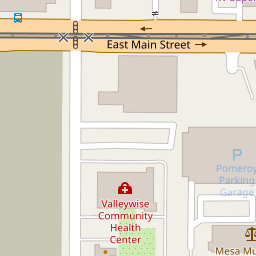 East Main Street
P
Pomeroy
Parking
Garage
Valleywise
Community
Health
Center
Mesa Mu